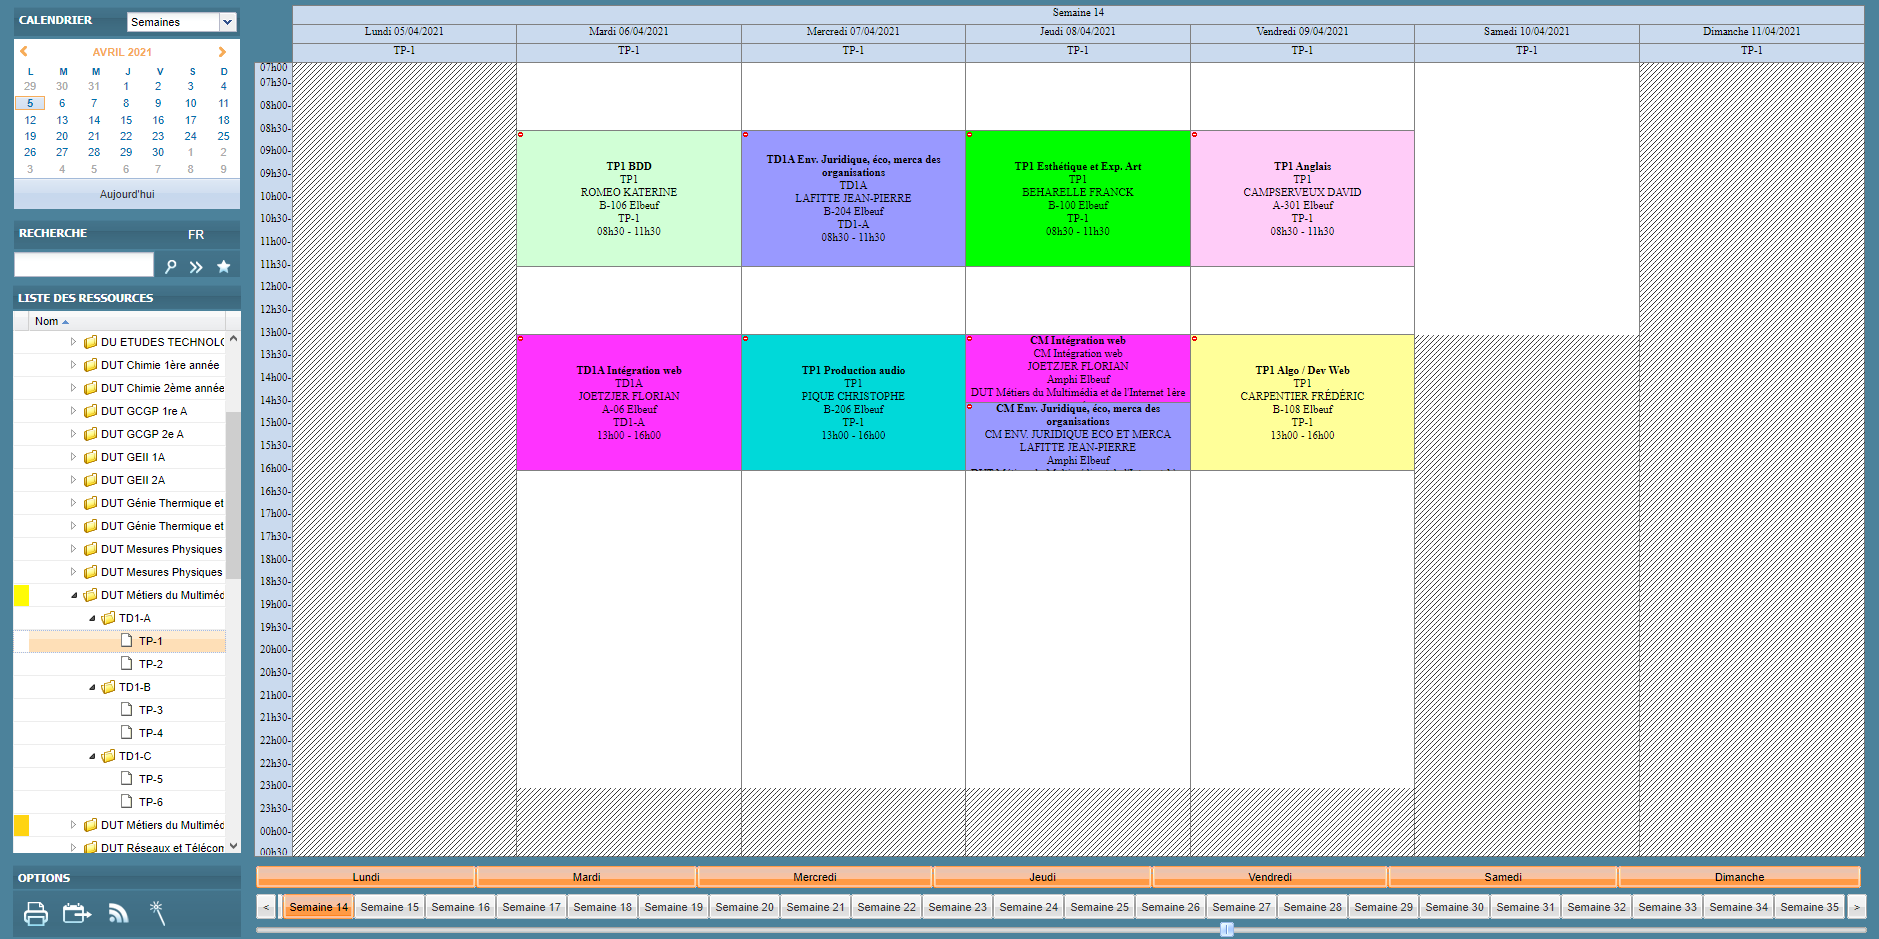 CALENDRIER
Semaines
AVRIL 2021
L M M J V S D
29 30 31 1 2 3 4
5 6 7 8 9 10 11
12 13 14 15 16 17 18
19 20 21 22 23 24 25
26 27 28 29 30 1 2
3 4 5 6 7 8 9
Aujourd'hui
RECHERCHE
FR
LISTE DES RESSOURCES
Nom
DU ETUDES TECHNOLO
DUT Chimie 1ère année
DUT Chimie 2ème année
DUT GCGP 1re A
DUT GCGP 2e A
DUT GEII 1A
DUT GEII 2A
DUT Génie Thermique et
DUT Génie Thermique et
DUT Mesures Physiques
DUT Mesures Physiques
DUT Métiers du Multiméd
TD1-A
TP-1
TP-2
TD1-B
TP-3
TP-4
TD1-C
TP-5
TP-6
DUT Métiers du Multiméd
DUT Réseaux et Télécom
OPTIONS
Semaine 14
Lundi 05/04/2021 Mardi 06/04/2021 Mercredi 07/04/2021 Jeudi 08/04/2021 Vendredi 09/04/2021 Samedi 10/04/2021 Dimanche 11/04/2021
TP-1 TP-1 TP-1 TP-1 TP-1 TP-1 TP-1
07h00
07h30-
08h00-
08h30-
09h00-
09h30-
10h00-
10h30-
11h00-
11h30-
12h00-
12h30-
13h00-
13h30-
14h00-
14h30-
15h00-
15h30-
16h00-
16h30-
17h00-
17h30-
18h00-
18h30-
19h00-
19h30-
20h00-
20h30-
21h00-
21h30-
22h00-
22h30-
23h00-
23h30-
00h00-
00h30
TP1 BDD
TP1
ROMEO KATERINE
B-106 Elbeuf
TP-1
08h30 - 11h30
TD1A Env. Juridique, éco, merca des
organisations
TD1A
LAFITTE JEAN-PIERRE
B-204 Elbeuf
TD1-A
08h30 - 11h30
TP1 Esthétique et Exp. Art
TP1
BEHARELLE FRANCK
B-100 Elbeuf
TP-1
08h30 - 11h30
TP1 Anglais
TP1
CAMPSERVEUX DAVID
A-301 Elbeuf
TP-1
08h30 - 11h30
TD1A Intégration web
TD1A
JOETZJER FLORIAN
A-06 Elbeuf
TD1-A
13h00 - 16h00
TP1 Production audio
TP1
PIQUE CHRISTOPHE
B-206 Elbeuf
TP-1
13h00 - 16h00
CM Intégration web
CM Intégration web
JOETZJER FLORIAN
Amphi Elbeuf
DUT Métiers du Multimédia et de l'Internet 1ère
CM Env. Juridique, éco, merca des
organisations
CM ENV. JURIDIQUE ECO ET MERCA
LAFITTE JEAN-PIERRE
Amphi Elbeuf
TP1 Algo / Dev Web
TP1
CARPENTIER FRÉDÉRIC
B-108 Elbeuf
TP-1
13h00 - 16h00
Lundi Mardi Mercredi Jeudi Vendredi Samedi Dimanche
< Semaine 14 Semaine 15 Semaine 16 Semaine 17 Semaine 18 Semaine 19 Semaine 20 Semaine 21 Semaine 22 Semaine 23 Semaine 24 Semaine 25 Semaine 26 Semaine 27 Semaine 28 Semaine 29 Semaine 30 Semaine 31 Semaine 32 Semaine 33 Semaine 34 Semaine 35 >